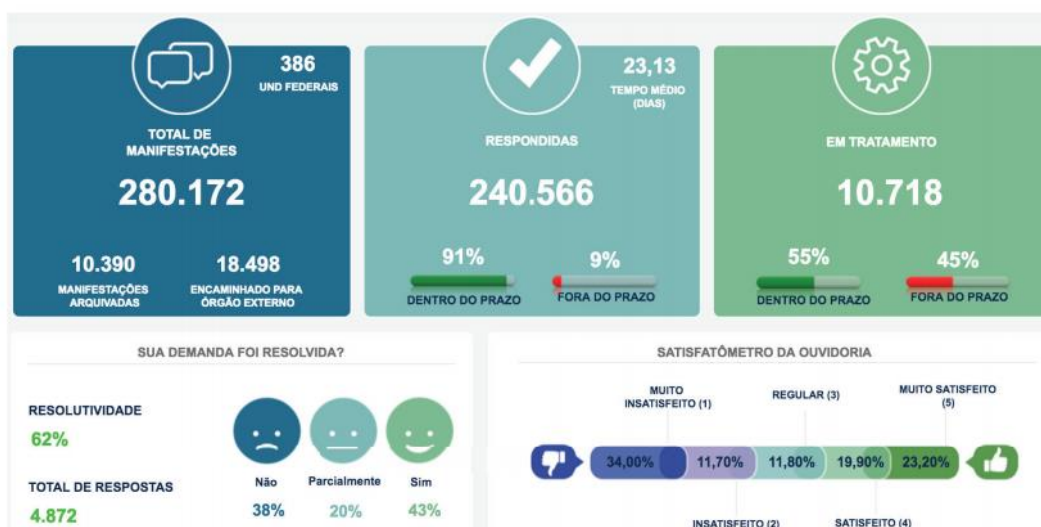 386
UND FEDERAIS
TOTAL DE
MANIFESTAÇÕES
280.172
10.390
MANIFESTAÇÕES
ARQUIVADAS
18.498
ENCAMINHADO PARA
ÓRGÃO EXTERNO
23,13
TEMPO MÉDIO
(DIAS)
RESPONDIDAS
240.566
91%
DENTRO DO PRAZO
9%
FORA DO PRAZO
EM TRATAMENTO
10.718
55%
DENTRO DO PRAZO
45%
FORA DO PRAZO
SUA DEMANDA FOI RESOLVIDA?
RESOLUTIVIDADE
62%
TOTAL DE RESPOSTAS
4.872
Não
38%
Parcialmente
20%
Sim
43%
SATISFATÔMETRO DA OUVIDORIA
MUITO
INSATISFEITO (1)
REGULAR (3)
MUITO SATISFEITO
(5)
34,00%
11,70%
11,80%
19,90%
23,20%
INSATISFEITO (2)
SATISFEITO (4)